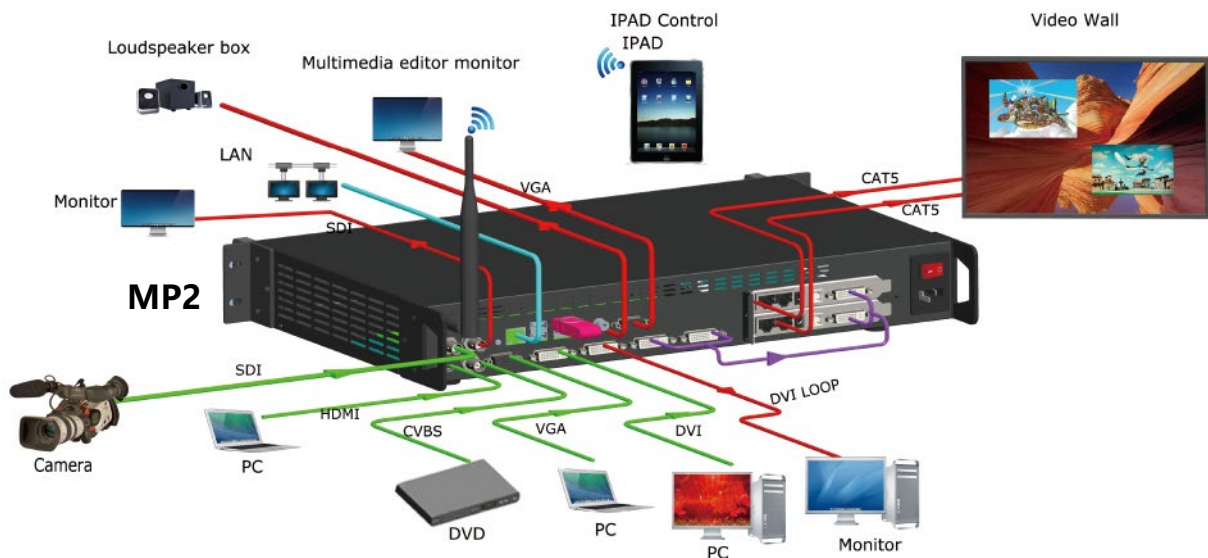 IPAD Control
IPAD
Video Wall
Loudspeaker box
Multimedia editor monitor
LAN
Monitor
VGA
SDI
CAT5
CAT5
MP2
SDI
HDMI
CVBS
VGA
DVI
DVI LOOP
Camera
PC
DVD
PC
PC
Monitor